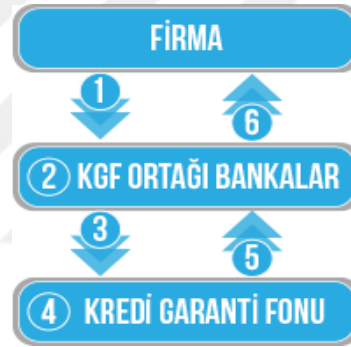 FİRMA
1 6
2 KGF ORTAĞI BANKALAR
3 5
4 KREDİ GARANTİ FONU